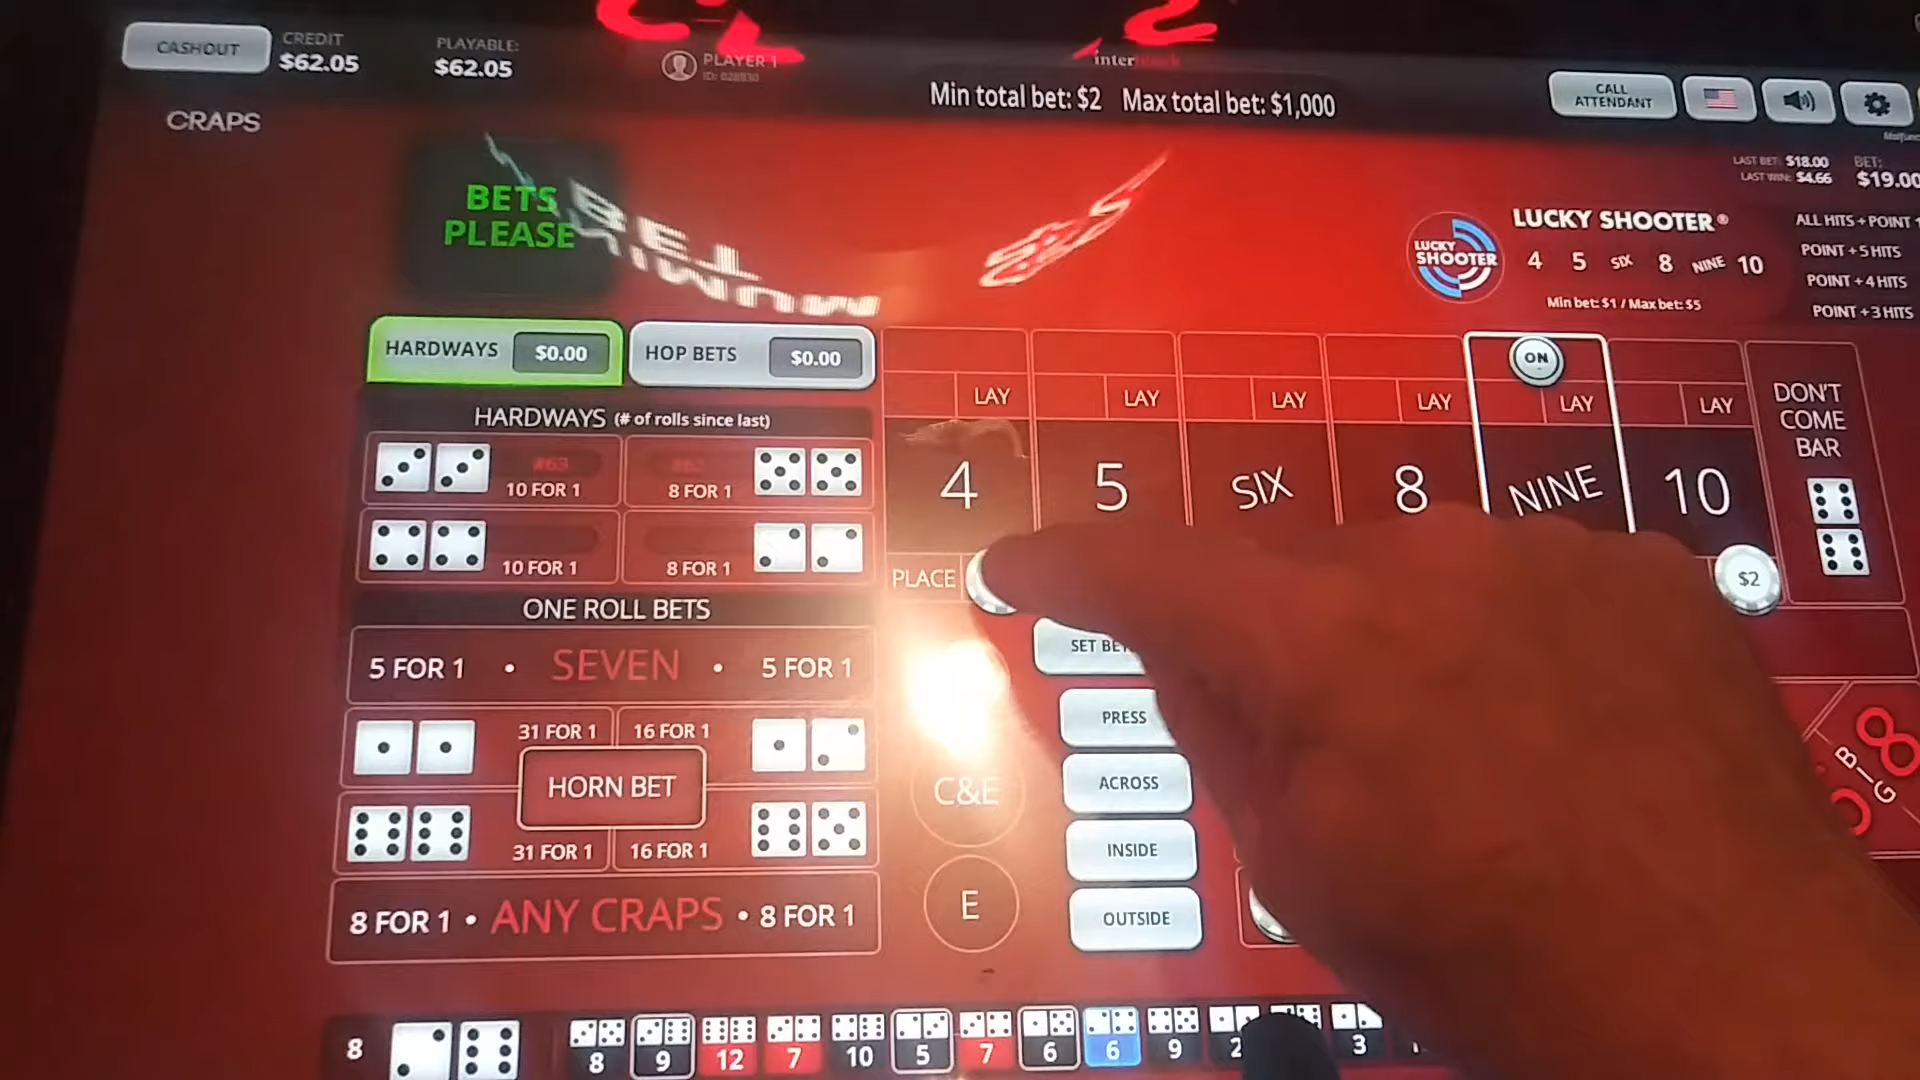 CASHOUT
CREDIT
$62.05
PLAYABLE:
$62.05
PLAYER 1
interblock
Min total bet: $2 Max total bet: $1,000
CALL
ATTENDANT
CRAPS
BETS
PLEASE
LAST BET: $18.00
LAST WIN: $4.66
BET:
$19.00
LUCKY
SHOOTER
LUCKY SHOOTER®
4 5 SIX 8 NINE 10
Min bet: $1 / Max bet: $5
ALL HITS + POINT
POINT + 5 HITS
POINT + 4 HITS
POINT + 3 HITS
HARDWAYS $0.00
HOP BETS $0.00
ON
LAY LAY LAY LAY LAY LAY
DON'T
COME
BAR
HARDWAYS (# of rolls since last)
#63
10 FOR 1
8 FOR 1
10 FOR 1
8 FOR 1
4 5 SIX 8 NINE 10
PLACE
$2
ONE ROLL BETS
5 FOR 1 • SEVEN • 5 FOR 1
SET BE
PRESS
ACROSS
INSIDE
OUTSIDE
31 FOR 1 16 FOR 1
HORN BET
31 FOR 1 16 FOR 1
C&E
E
8 FOR 1 • ANY CRAPS • 8 FOR 1
BIG
8
8
8 9 12 7 10 5 7 6 6 9 2 3